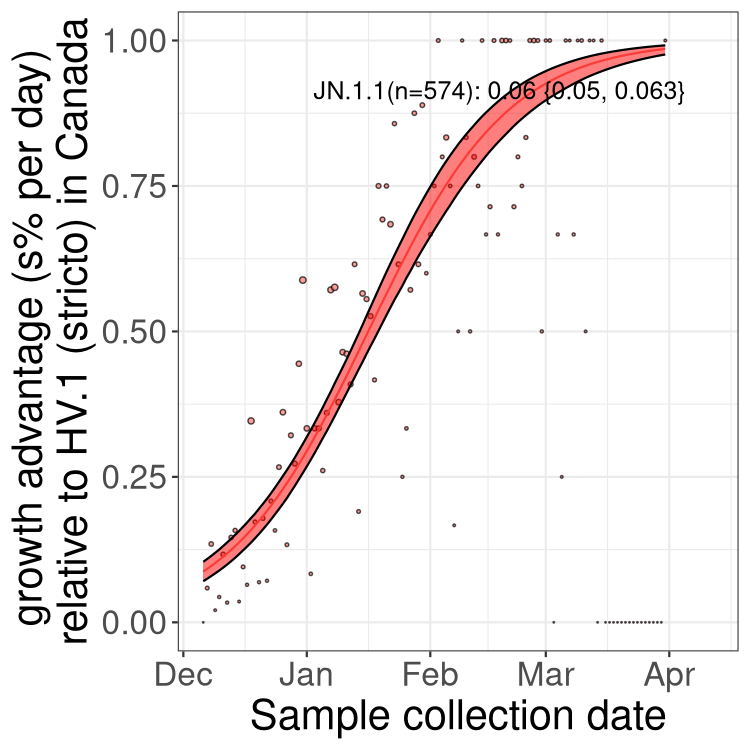 growth advantage (s% per day)
relative to HV.1 (stricto) in Canada
1.00
0.75
0.50
0.25
0.00
JN.1.1(n=574): 0.06 {0.05, 0.063}
Dec Jan Feb Mar Apr
Sample collection date